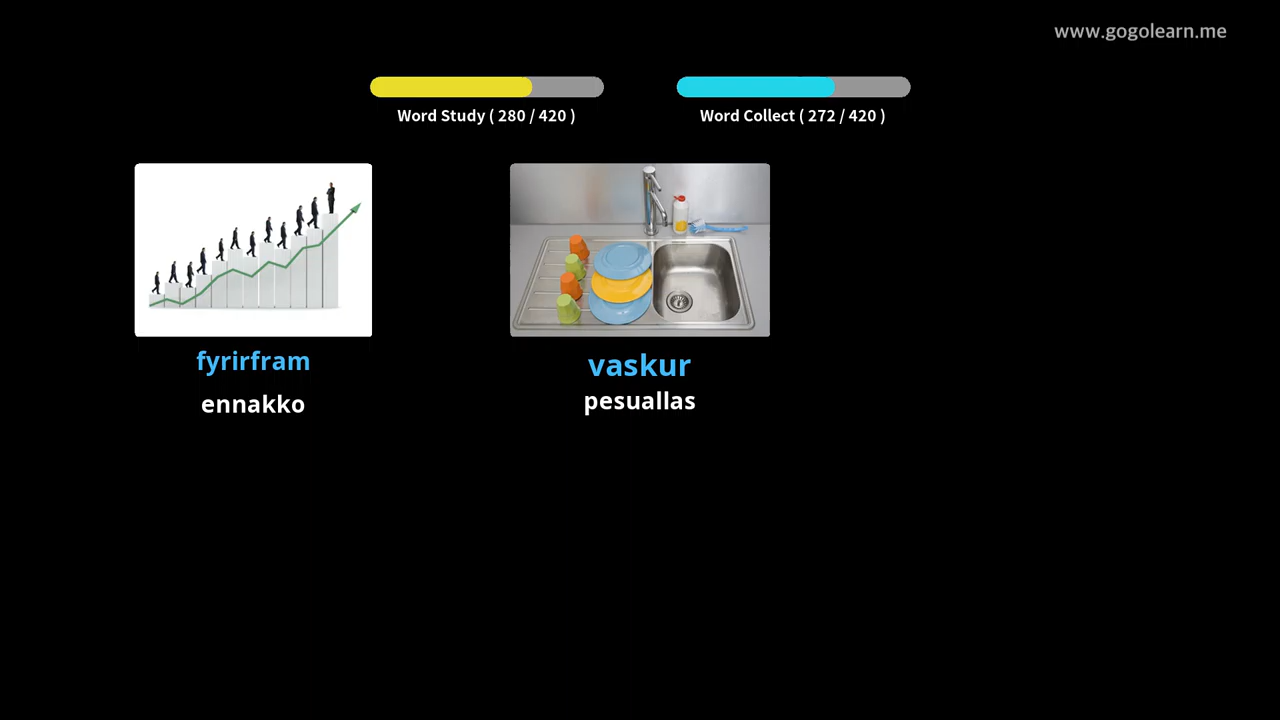 www.gogolearn.me
Word Study ( 280 / 420 )
Word Collect ( 272 / 420 )
fyrirfram
ennakko
vaskur
pesuallas